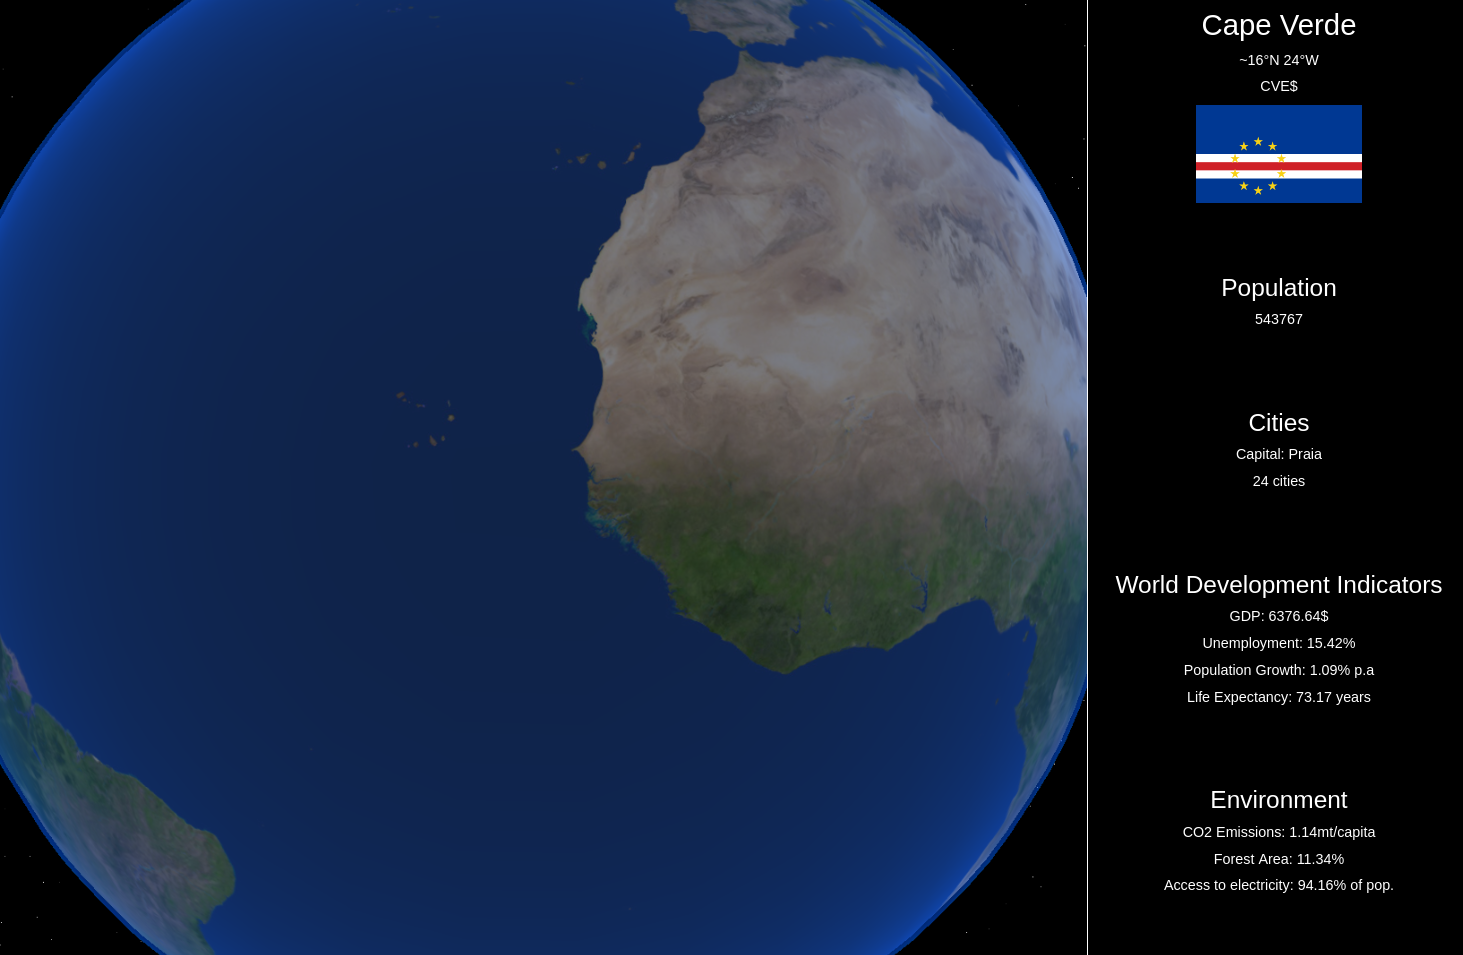 Cape Verde
~16°N 24°W
CVE$
Population
543767
Cities
Capital: Praia
24 cities
World Development Indicators
GDP: 6376.64$
Unemployment: 15.42%
Population Growth: 1.09% p.a
Life Expectancy: 73.17 years
Environment
CO2 Emissions: 1.14mt/capita
Forest Area: 11.34%
Access to electricity: 94.16% of pop.